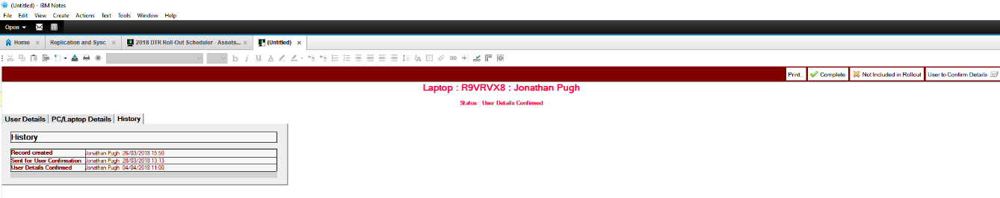 (Untitled) - IBM Notes
File Edit View Create Actions Text Tools Window Help
Open
Home Replication and Sync 2018 DTR Roll-Out Scheduler - Assets... (Untitled)
Print... Complete Not Included in Rollout User to Confirm Details
Laptop : R9VRVX8 : Jonathan Pugh
Status : User Details Confirmed
User Details PC/Laptop Details History
History
Record created Jonathan Pugh 26/03/2018 15:50
Sent for User Confirmation Jonathan Pugh 28/03/2018 13:13
User Details Confirmed Jonathan Pugh 04/04/2018 11:00